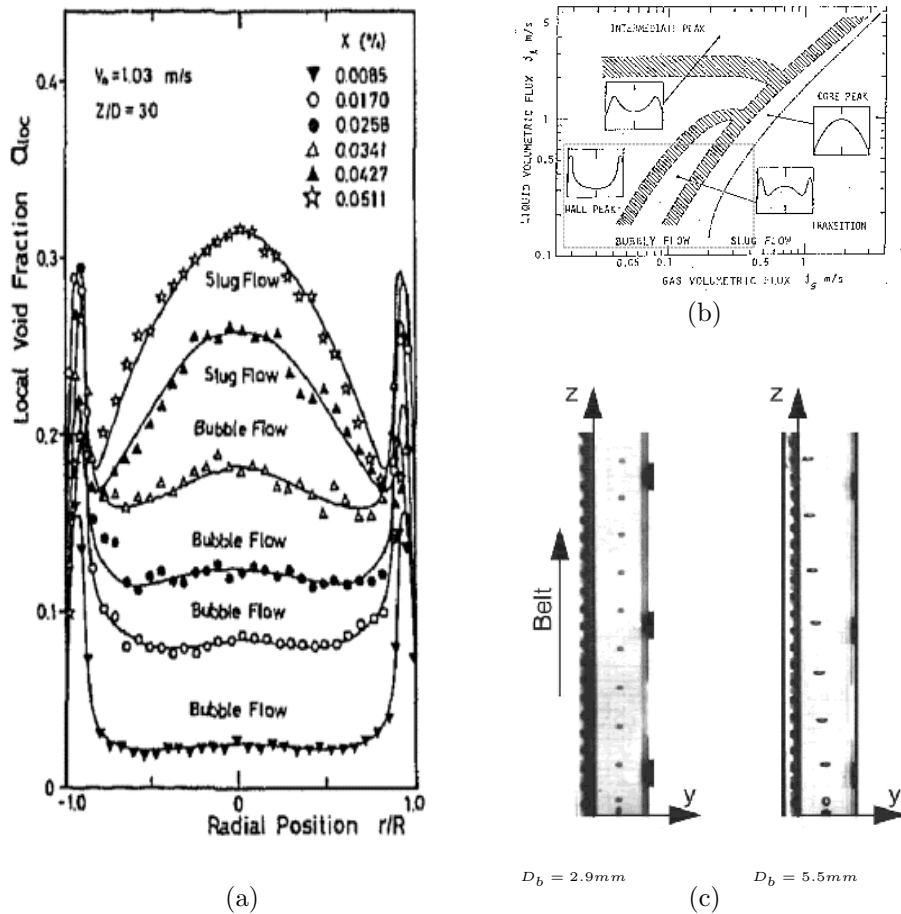 X (%)
V₀ = 1.03 m/s
Z/D = 30
0.0085
0.0170
0.0258
0.0341
0.0427
0.0511
0.4
0.3
0.2
0.1
0
Local Void Fraction αloc
Slug Flow
Slug Flow
Bubble Flow
Bubble Flow
Bubble Flow
Bubble Flow
-1.0
0
1.0
Radial Position r/R
(a)
LIQUID VOLUMETRIC FLUX m/s
5
1
0.5
0.1
INTERMEDIATE PEAK
CORE PEAK
WALL PEAK
TRANSITION
BUBBLY FLOW
SLUG FLOW
0.05
0.1
0.5
1
GAS VOLUMETRIC FLUX jg m/s
(b)
z
z
Belt
y
y
D_b = 2.9mm
D_b = 5.5mm
(c)